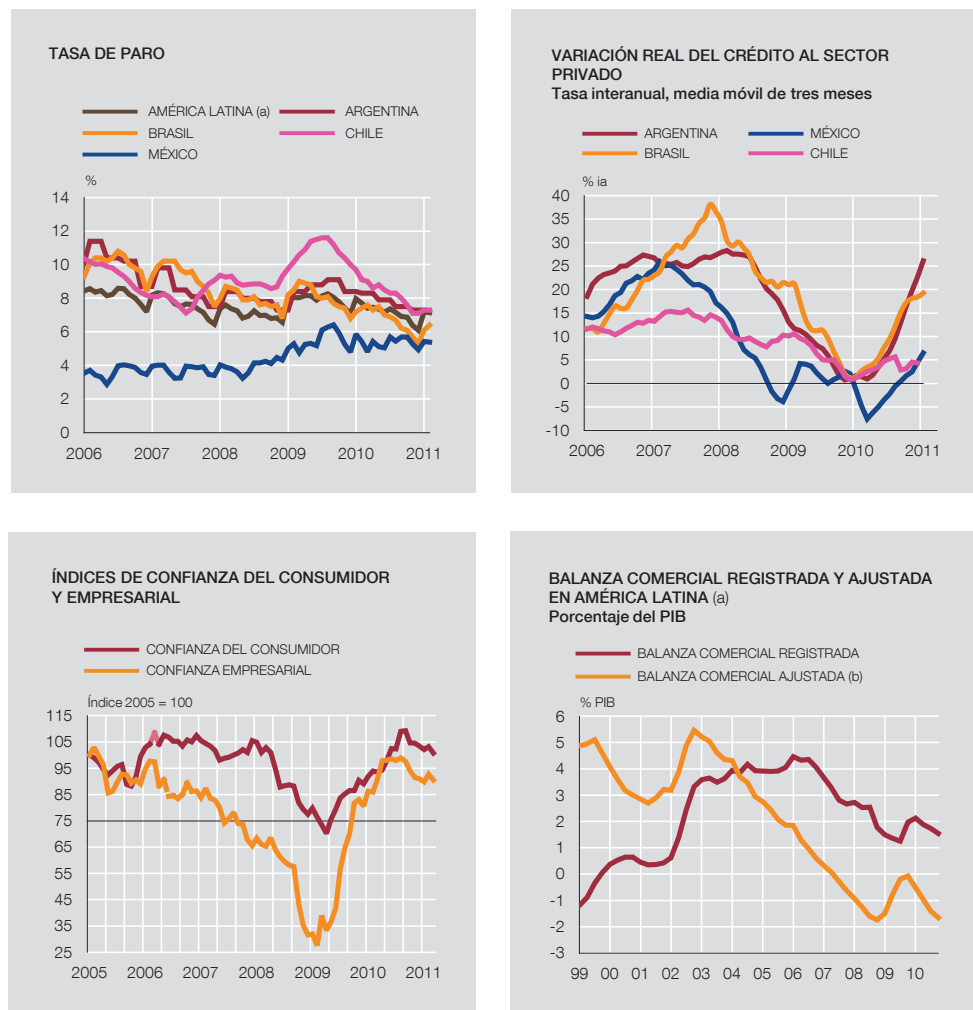 TASA DE PARO
AMÉRICA LATINA (a)
ARGENTINA
BRASIL
CHILE
MÉXICO
%
14
12
10
8
6
4
2
0
2006 2007 2008 2009 2010 2011
VARIACIÓN REAL DEL CRÉDITO AL SECTOR
PRIVADO
Tasa interanual, media móvil de tres meses
ARGENTINA
MÉXICO
BRASIL
CHILE
% ia
40
35
30
25
20
15
10
5
0
-5
-10
2006 2007 2008 2009 2010 2011
ÍNDICES DE CONFIANZA DEL CONSUMIDOR
Y EMPRESARIAL
CONFIANZA DEL CONSUMIDOR
CONFIANZA EMPRESARIAL
Índice 2005 = 100
115
105
95
85
75
65
55
45
35
25
2005 2006 2007 2008 2009 2010 2011
BALANZA COMERCIAL REGISTRADA Y AJUSTADA
EN AMÉRICA LATINA (a)
Porcentaje del PIB
BALANZA COMERCIAL REGISTRADA
BALANZA COMERCIAL AJUSTADA (b)
% PIB
6
5
4
3
2
1
0
-1
-2
-3
99 00 01 02 03 04 05 06 07 08 09 10